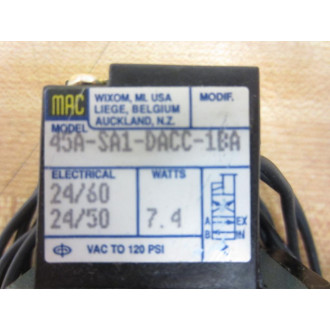 MAC
WIXOM, MI. USA
LIEGE, BELGIUM
AUCKLAND, N.Z.
MODIF.
MODEL
45A-SA1-DACC-1BA
ELECTRICAL
WATTS
24/60
24/50
7.4
A EX
B IN
VAC TO 120 PSI